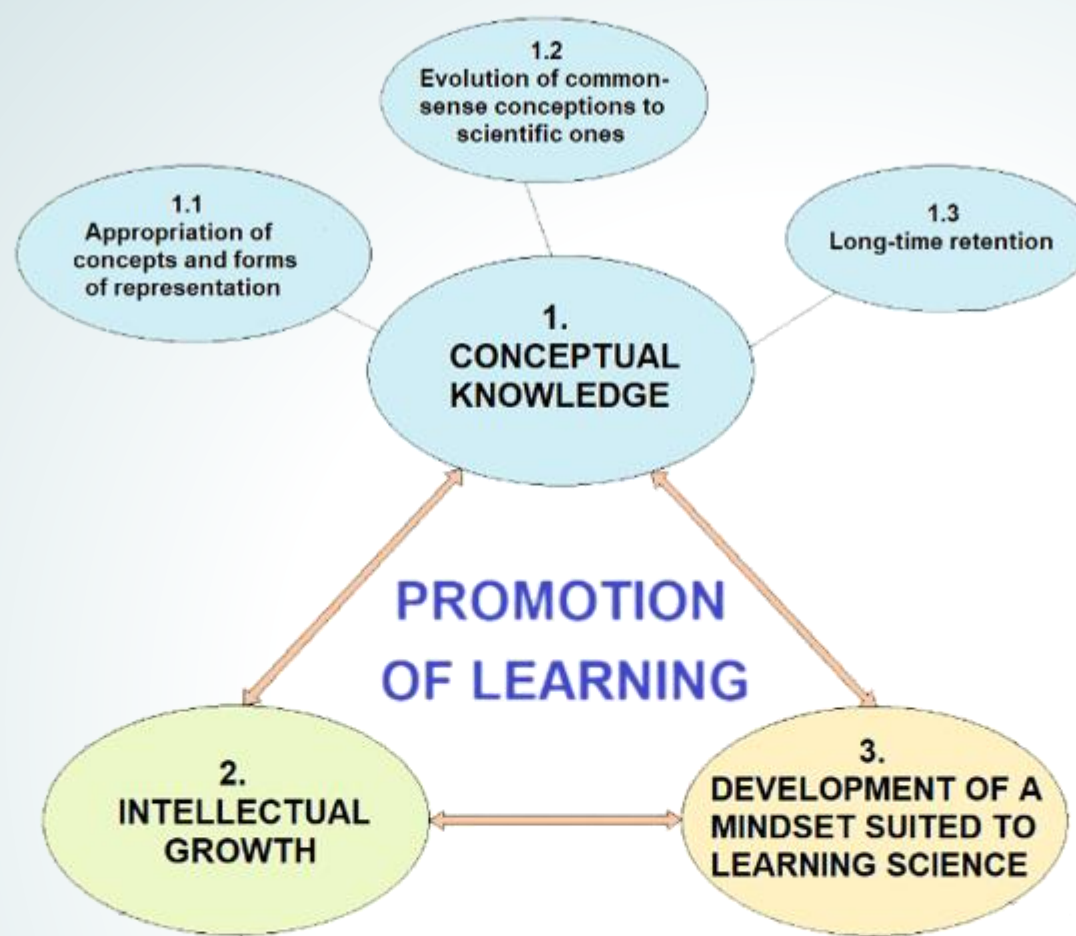 1.2
Evolution of common-
sense conceptions to
scientific ones
1.1
Appropriation of
concepts and forms
of representation
1.3
Long-time retention
1.
CONCEPTUAL
KNOWLEDGE
PROMOTION
OF LEARNING
2.
INTELLECTUAL
GROWTH
3.
DEVELOPMENT OF A
MINDSET SUITED TO
LEARNING SCIENCE